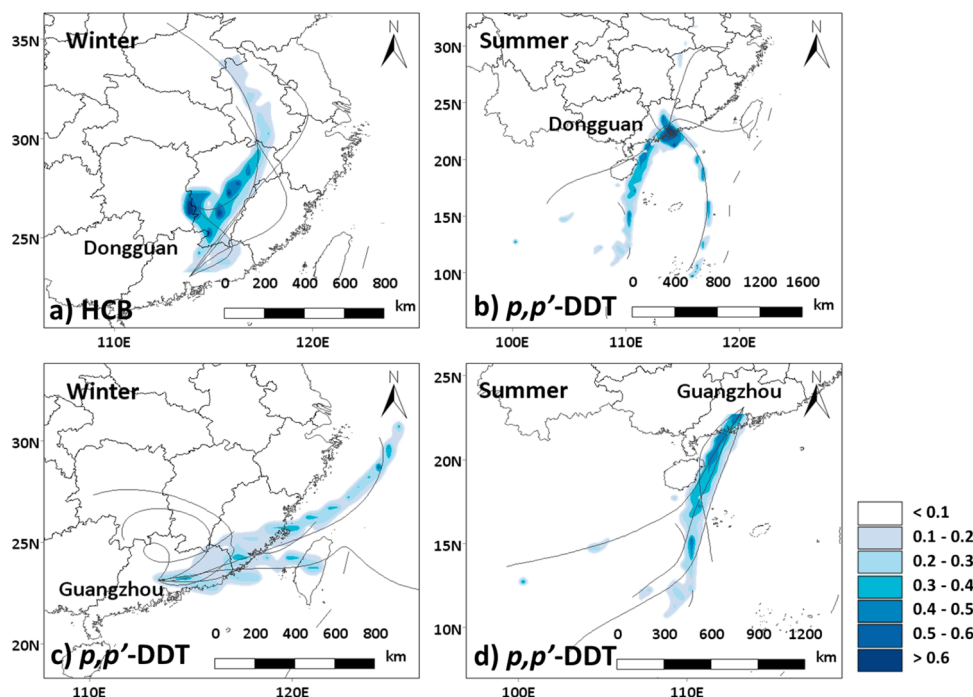 35N
Winter
N
30N
25N
Dongguan
0 200 400 600 800
km
a) HCB
110E 120E
30N
Summer
N
25N
Dongguan
20N
15N
10N
0 400 800 1200 1600
km
b) p,p’-DDT
100E 110E 120E
Winter
N
30N
25N
Guangzhou
20N
0 200 400 600 800
km
c) p,p’-DDT
110E 120E
25N
Summer
Guangzhou
N
20N
15N
10N
0 300 600 900 1200
km
d) p,p’-DDT
100E 110E
< 0.1
0.1 - 0.2
0.2 - 0.3
0.3 - 0.4
0.4 - 0.5
0.5 - 0.6
> 0.6